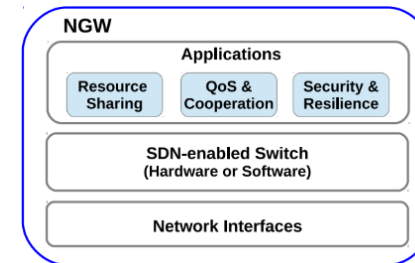 NGW
Applications
Resource
Sharing
QoS &
Cooperation
Security &
Resilience
SDN-enabled Switch
(Hardware or Software)
Network Interfaces